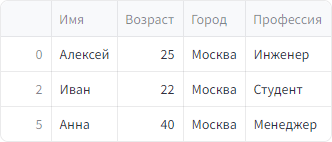 Имя Возраст Город Профессия
0 Алексей 25 Москва Инженер
2 Иван 22 Москва Студент
5 Анна 40 Москва Менеджер